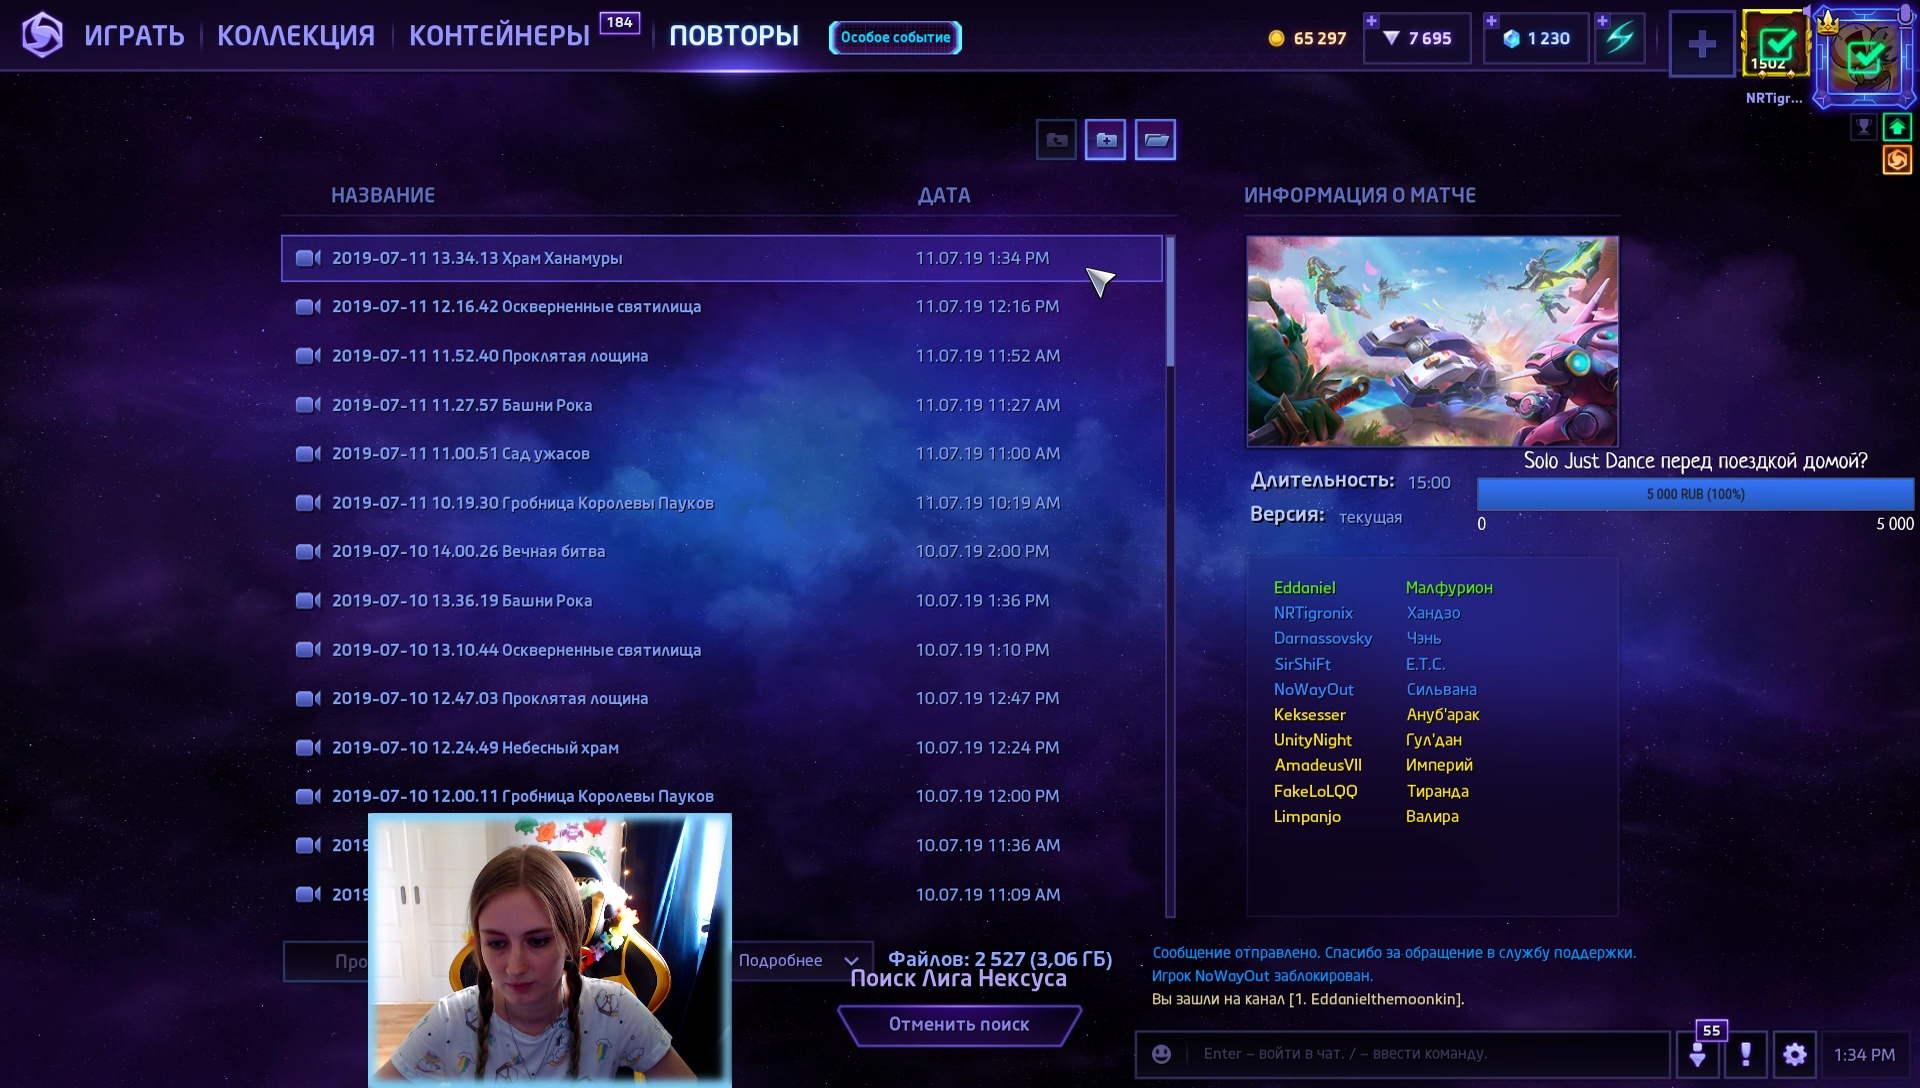 ИГРАТЬ КОЛЛЕКЦИЯ КОНТЕЙНЕРЫ 184 ПОВТОРЫ Особое событие 65 297 7 695 1 230 1502
NRTigr...
НАЗВАНИЕ ДАТА ИНФОРМАЦИЯ О МАТЧЕ
2019-07-11 13.34.13 Храм Ханамуры 11.07.19 1:34 PM
2019-07-11 12.16.42 Оскверненные святилища 11.07.19 12:16 PM
2019-07-11 11.52.40 Проклятая лощина 11.07.19 11:52 AM
2019-07-11 11.27.57 Башни Рока 11.07.19 11:27 AM
2019-07-11 11.00.51 Сад ужасов 11.07.19 11:00 AM
2019-07-11 10.19.30 Гробница Королевы Пауков 11.07.19 10:19 AM
2019-07-10 14.00.26 Вечная битва 10.07.19 2:00 PM
2019-07-10 13.36.19 Башни Рока 10.07.19 1:36 PM
2019-07-10 13.10.44 Оскверненные святилища 10.07.19 1:10 PM
2019-07-10 12.47.03 Проклятая лощина 10.07.19 12:47 PM
2019-07-10 12.24.49 Небесный храм 10.07.19 12:24 PM
2019-07-10 12.00.11 Гробница Королевы Пауков 10.07.19 12:00 PM
2019 10.07.19 11:36 AM
2019 10.07.19 11:09 AM
Solo Just Dance перед поездкой домой?
Длительность: 15:00
5 000 RUB (100%)
Версия: текущая
0 5 000
Eddaniel Малфурион
NRTigronix Хандзо
Darnassovsky Чэнь
SirShiFt E.T.C.
NoWayOut Сильвана
Keksesser Ануб'арак
UnityNight Гул'дан
AmadeusVII Империй
FakeLoLQQ Тиранда
Limpanjo Валира
Про Подробнее Файлов: 2 527 (3,06 ГБ)
Поиск Лига Нексуса
Отменить поиск
Сообщение отправлено. Спасибо за обращение в службу поддержки.
Игрок NoWayOut заблокирован.
Вы зашли на канал [1. Eddanielthemoonkin].
Enter – войти в чат. / – ввести команду.
55
1:34 PM